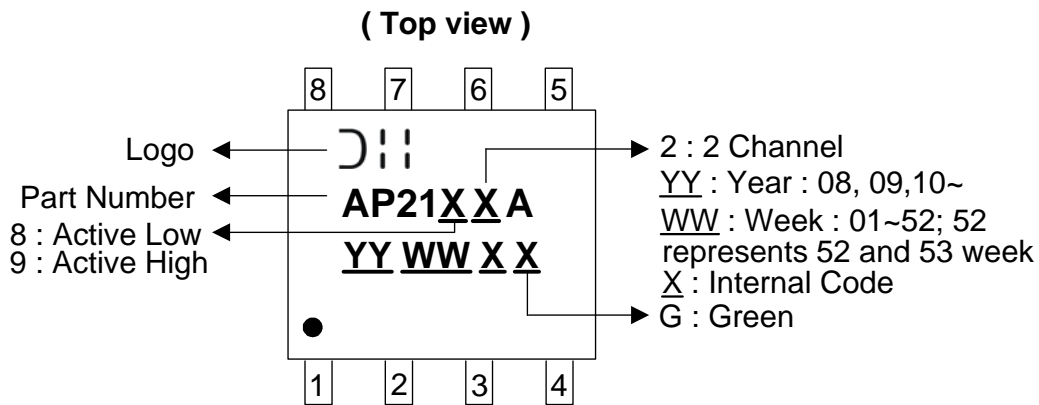 ( Top view )
8 7 6 5
Logo
Part Number
8 : Active Low
9 : Active High
AP21XXA
YY WW X X
2 : 2 Channel
YY : Year : 08, 09,10~
WW : Week : 01~52; 52
represents 52 and 53 week
X : Internal Code
G : Green
1 2 3 4